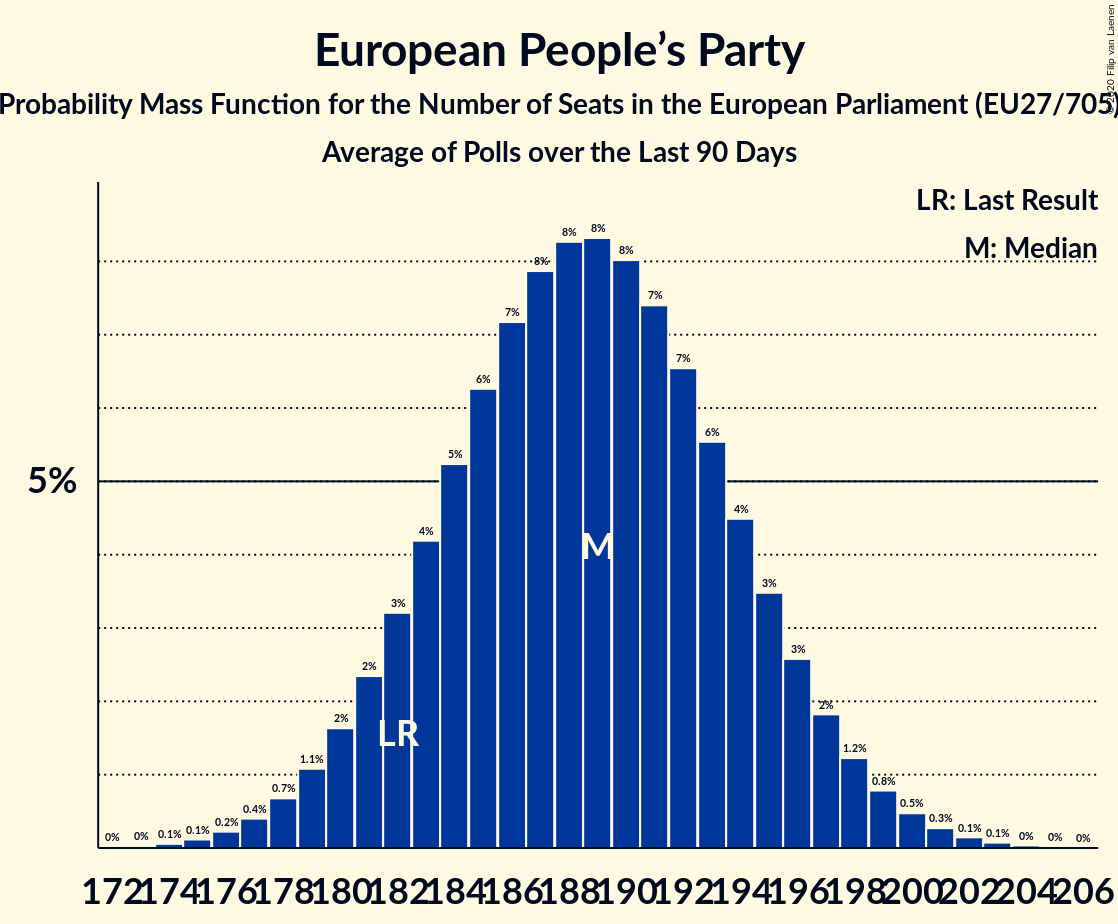 European People’s Party
Probability Mass Function for the Number of Seats in the European Parliament (EU27/705)
Average of Polls over the Last 90 Days
© 2020 Filip van Laenen
LR: Last Result
M: Median
5%
0% 0% 0.1% 0.1% 0.2% 0.4% 0.7% 1.1% 2% 2% 3% 4% 5% 6% 7% 8% 8% 8% 8% 7% 7% 6% 4% 3% 3% 2% 1.2% 0.8% 0.5% 0.3% 0.1% 0.1% 0% 0% 0%
M
LR
172 174 176 178 180 182 184 186 188 190 192 194 196 198 200 202 204 206